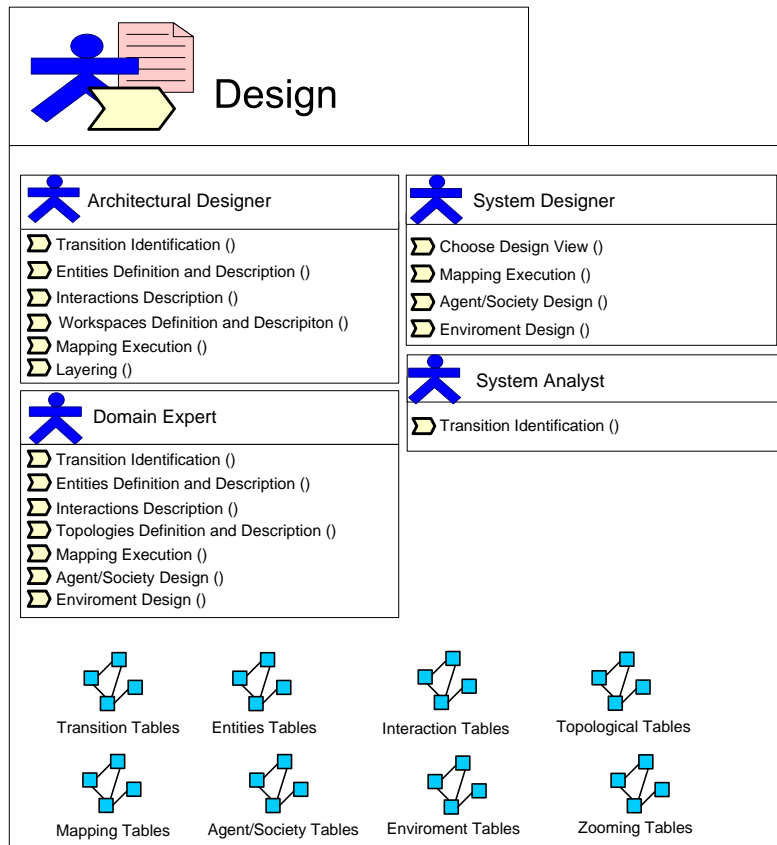 Design
Architectural Designer
Transition Identification ()
Entities Definition and Description ()
Interactions Description ()
Workspaces Definition and Descripiton ()
Mapping Execution ()
Layering ()
System Designer
Choose Design View ()
Mapping Execution ()
Agent/Society Design ()
Enviroment Design ()
System Analyst
Transition Identification ()
Domain Expert
Transition Identification ()
Entities Definition and Description ()
Interactions Description ()
Topologies Definition and Description ()
Mapping Execution ()
Agent/Society Design ()
Enviroment Design ()
Transition Tables
Entities Tables
Interaction Tables
Topological Tables
Mapping Tables
Agent/Society Tables
Enviroment Tables
Zooming Tables